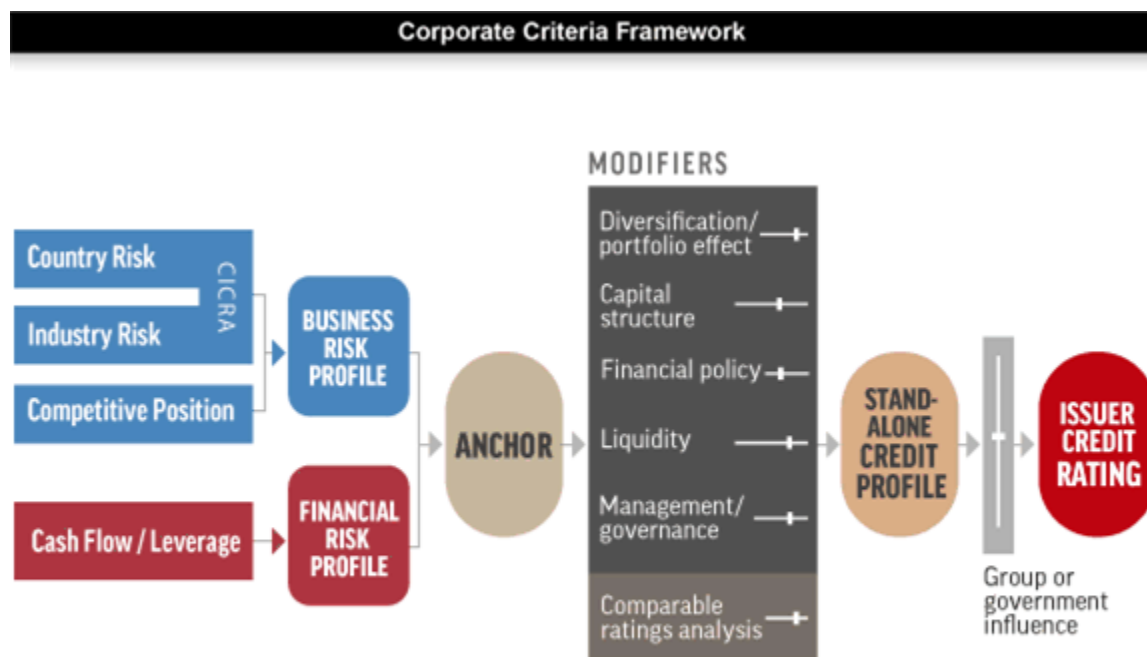 Corporate Criteria Framework
MODIFIERS
Country Risk
Industry Risk
CICRA
Competitive Position
Cash Flow / Leverage
BUSINESS
RISK
PROFILE
FINANCIAL
RISK
PROFILE
ANCHOR
Diversification/
portfolio effect
Capital
structure
Financial policy
Liquidity
Management/
governance
Comparable
ratings analysis
STAND-
ALONE
CREDIT
PROFILE
Group or
government
influence
ISSUER
CREDIT
RATING